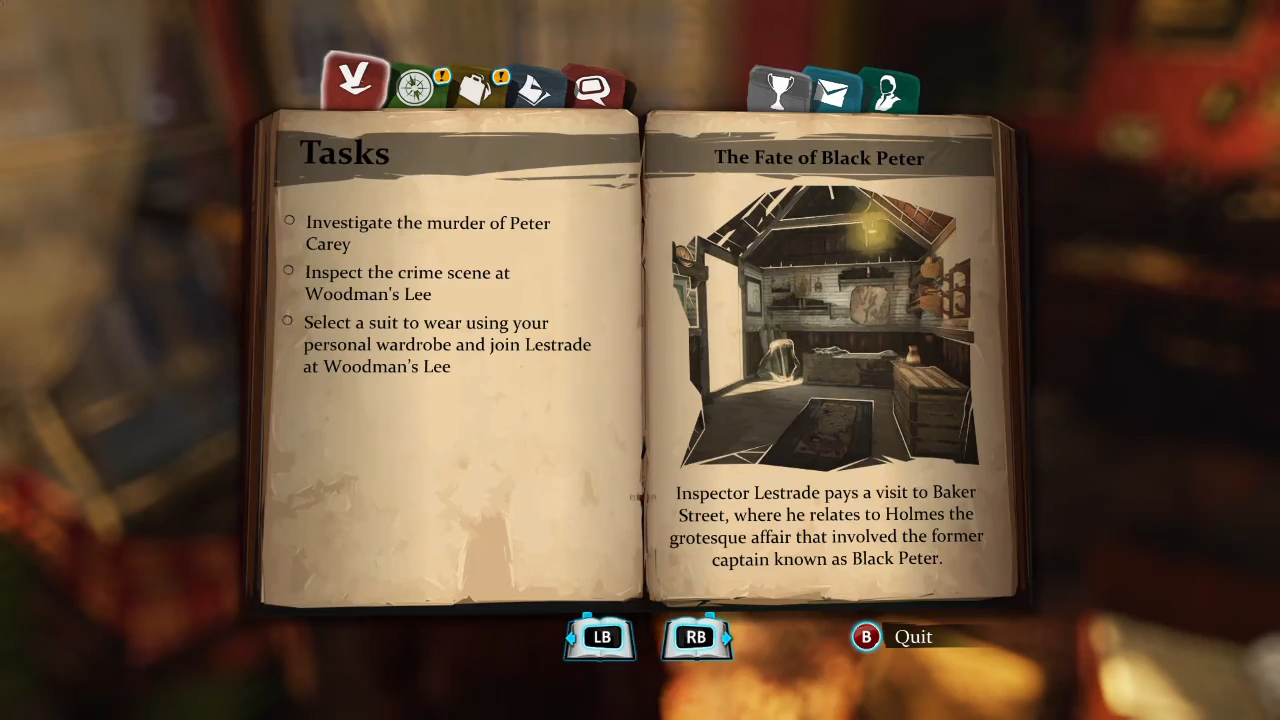 Tasks
Investigate the murder of Peter
Carey
Inspect the crime scene at
Woodman's Lee
Select a suit to wear using your
personal wardrobe and join Lestrade
at Woodman's Lee
The Fate of Black Peter
Inspector Lestrade pays a visit to Baker
Street, where he relates to Holmes the
grotesque affair that involved the former
captain known as Black Peter.
LB
RB
B Quit